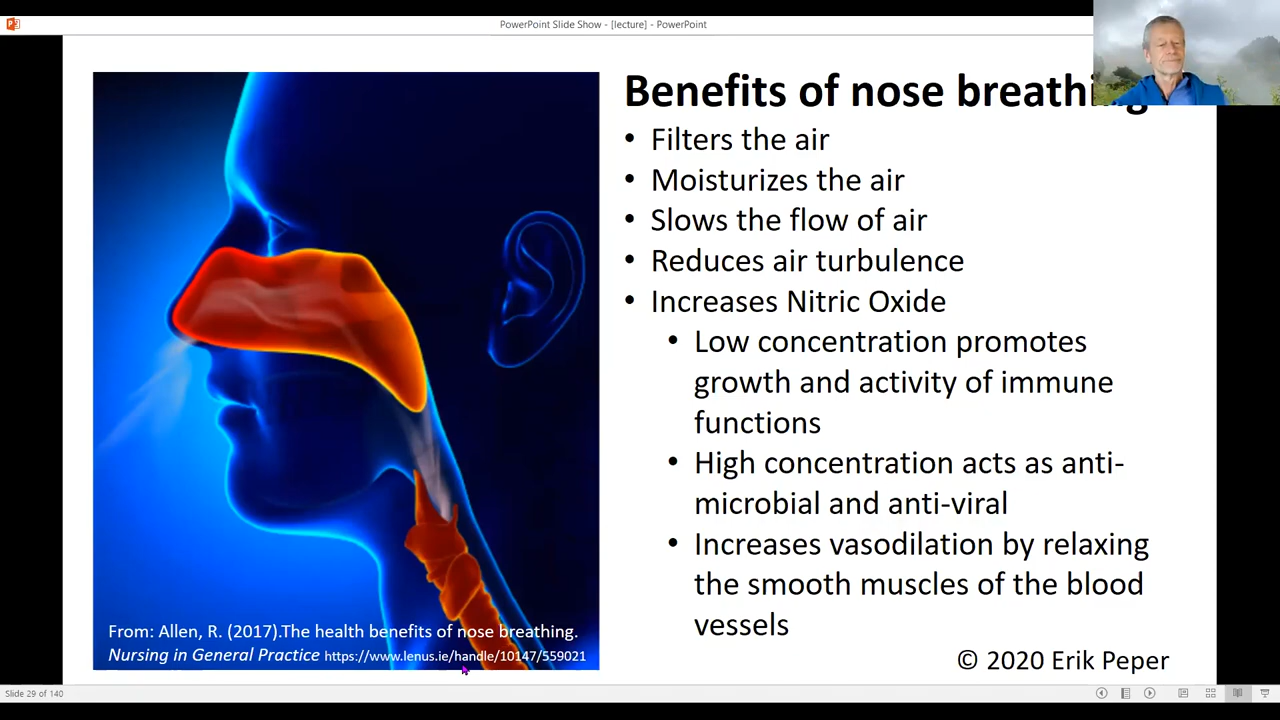 PowerPoint Slide Show - [lecture] - PowerPoint
Benefits of nose breathing
• Filters the air
• Moisturizes the air
• Slows the flow of air
• Reduces air turbulence
• Increases Nitric Oxide
• Low concentration promotes
growth and activity of immune
functions
• High concentration acts as anti-
microbial and anti-viral
• Increases vasodilation by relaxing
the smooth muscles of the blood
vessels
From: Allen, R. (2017).The health benefits of nose breathing.
Nursing in General Practice https://www.lenus.ie/handle/10147/559021
© 2020 Erik Peper
Slide 29 of 140